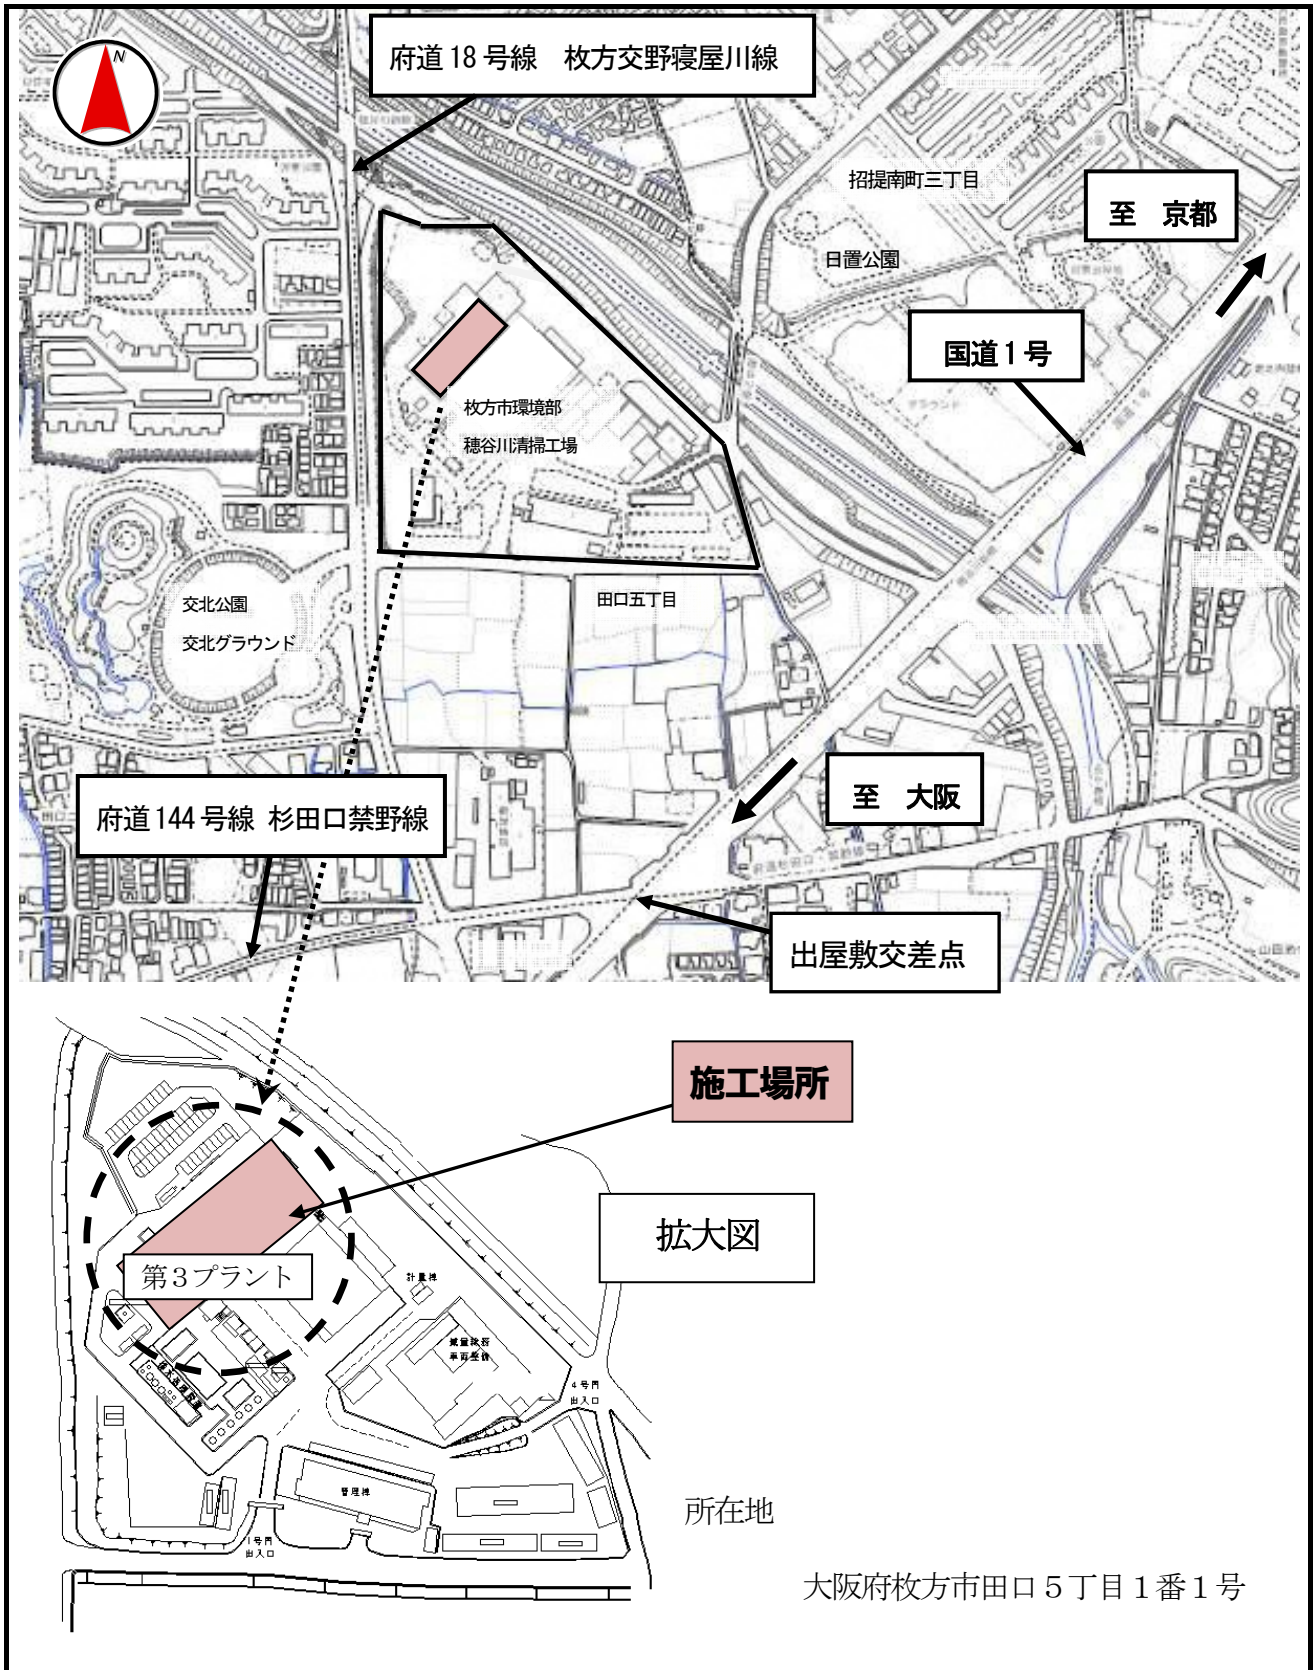 N
府道18号線 枚方交野寝屋川線
招提南町三丁目
至 京都
日置公園
国道1号
枚方市環境部
穂谷川清掃工場
交北公園
交北グラウンド
田口五丁目
至 大阪
府道144号線 杉田口禁野線
出屋敷交差点
施工場所
拡大図
第3プラント
計量棟
4号門
出入口
管理棟
1号門
出入口
所在地
大阪府枚方市田口5丁目1番1号